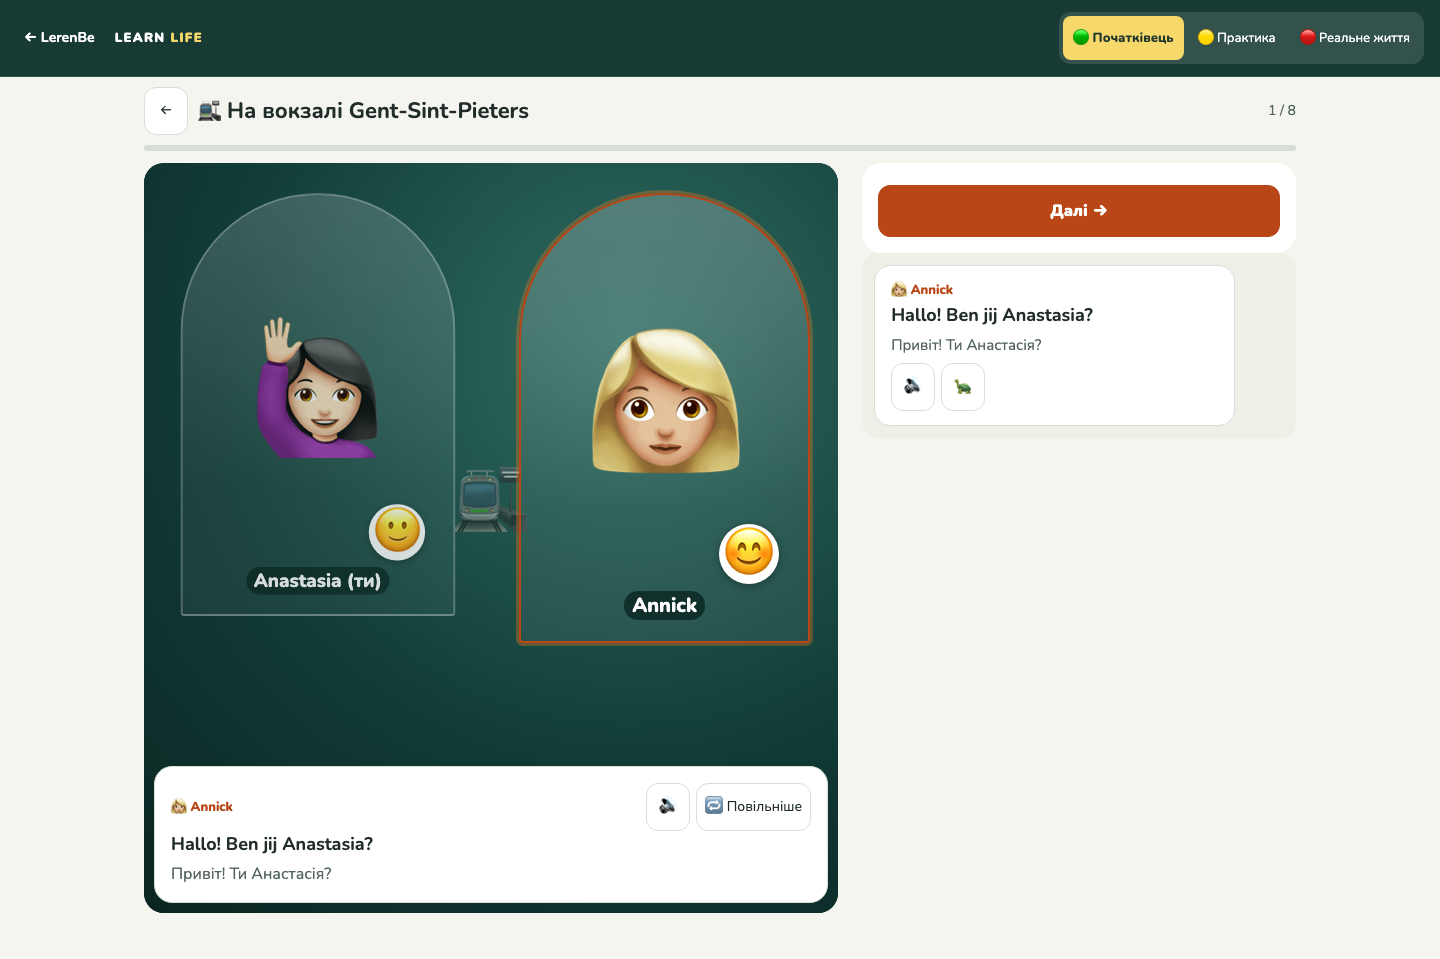 ← LerenBe LEARN LIFE
Початківець Практика Реальне життя
← На вокзалі Gent-Sint-Pieters 1 / 8
Anastasia (ти)
Annick
Annick
Повільніше
Hallo! Ben jij Anastasia?
Привіт! Ти Анастасія?
Далі →
Annick
Hallo! Ben jij Anastasia?
Привіт! Ти Анастасія?